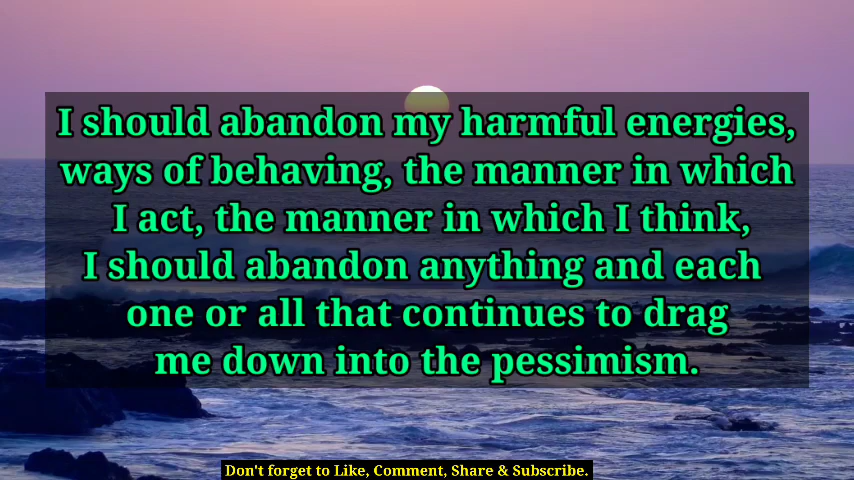 I should abandon my harmful energies,
ways of behaving, the manner in which
I act, the manner in which I think,
I should abandon anything and each
one or all that continues to drag
me down into the pessimism.
Don't forget to Like, Comment, Share & Subscribe.